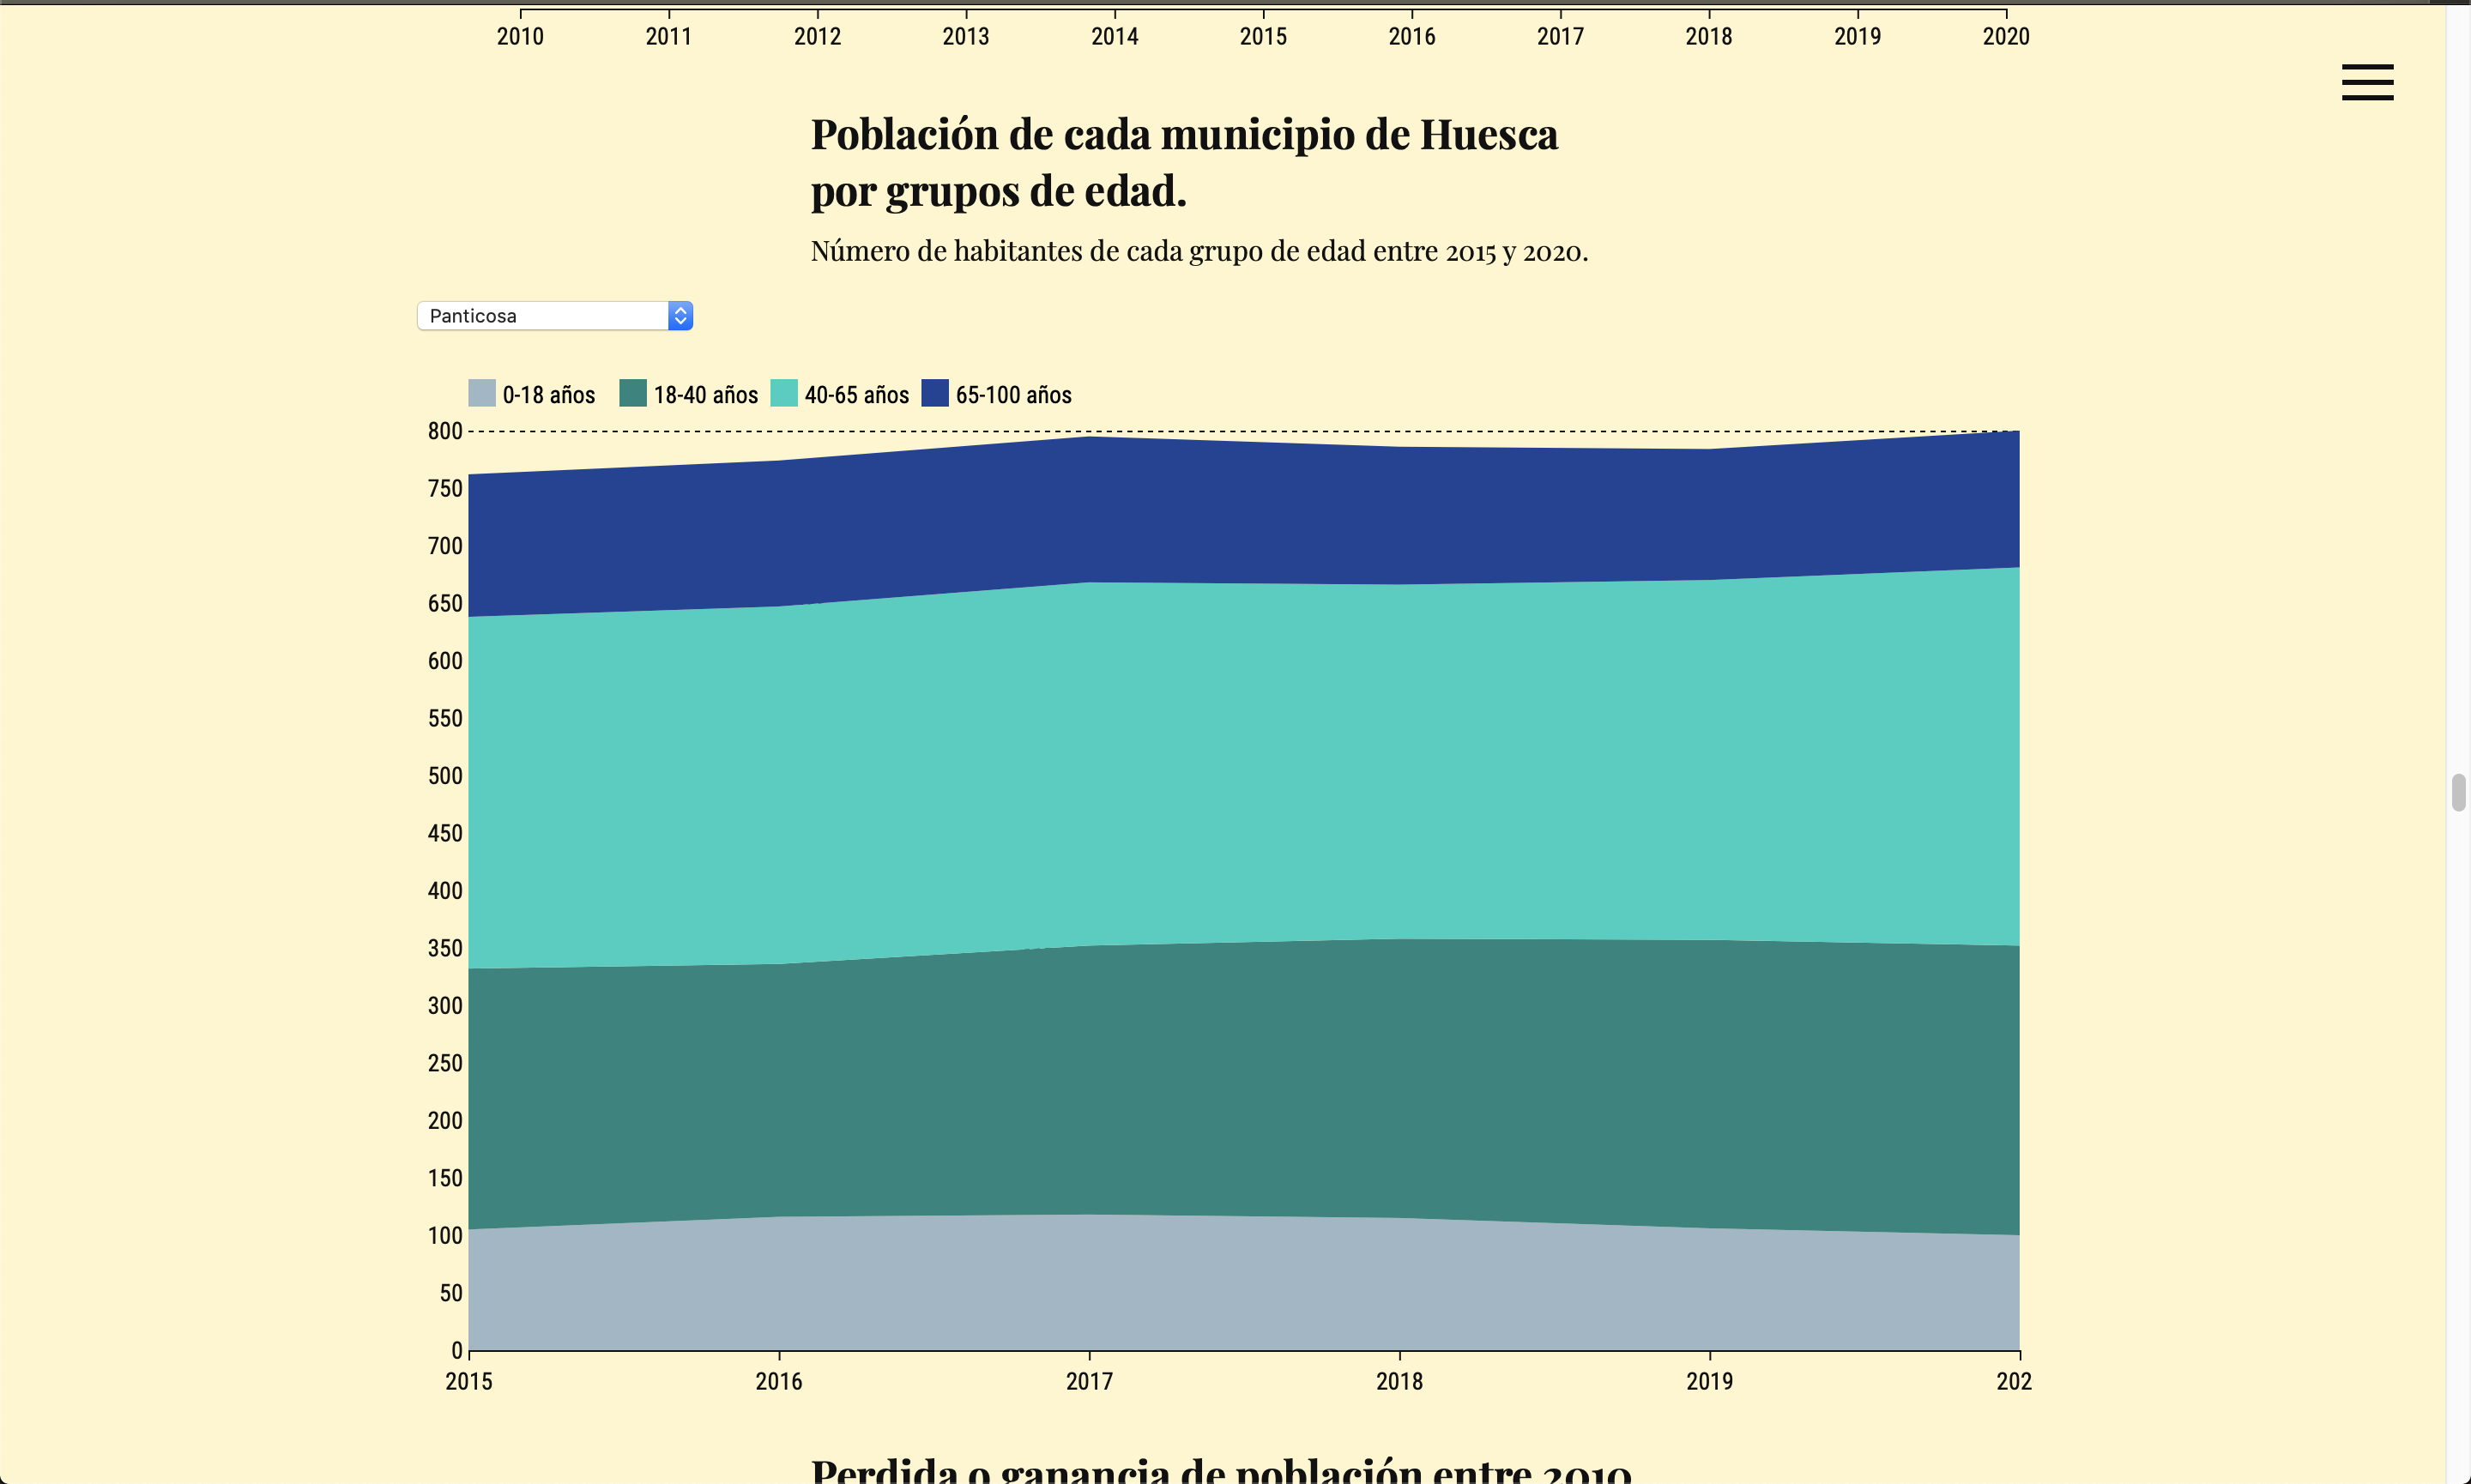 2010 2011 2012 2013 2014 2015 2016 2017 2018 2019 2020
Población de cada municipio de Huesca
por grupos de edad.
Número de habitantes de cada grupo de edad entre 2015 y 2020.
Panticosa
0-18 años 18-40 años 40-65 años 65-100 años
800
750
700
650
600
550
500
450
400
350
300
250
200
150
100
50
0
2015 2016 2017 2018 2019 202
Perdida o ganancia de población entre 2010